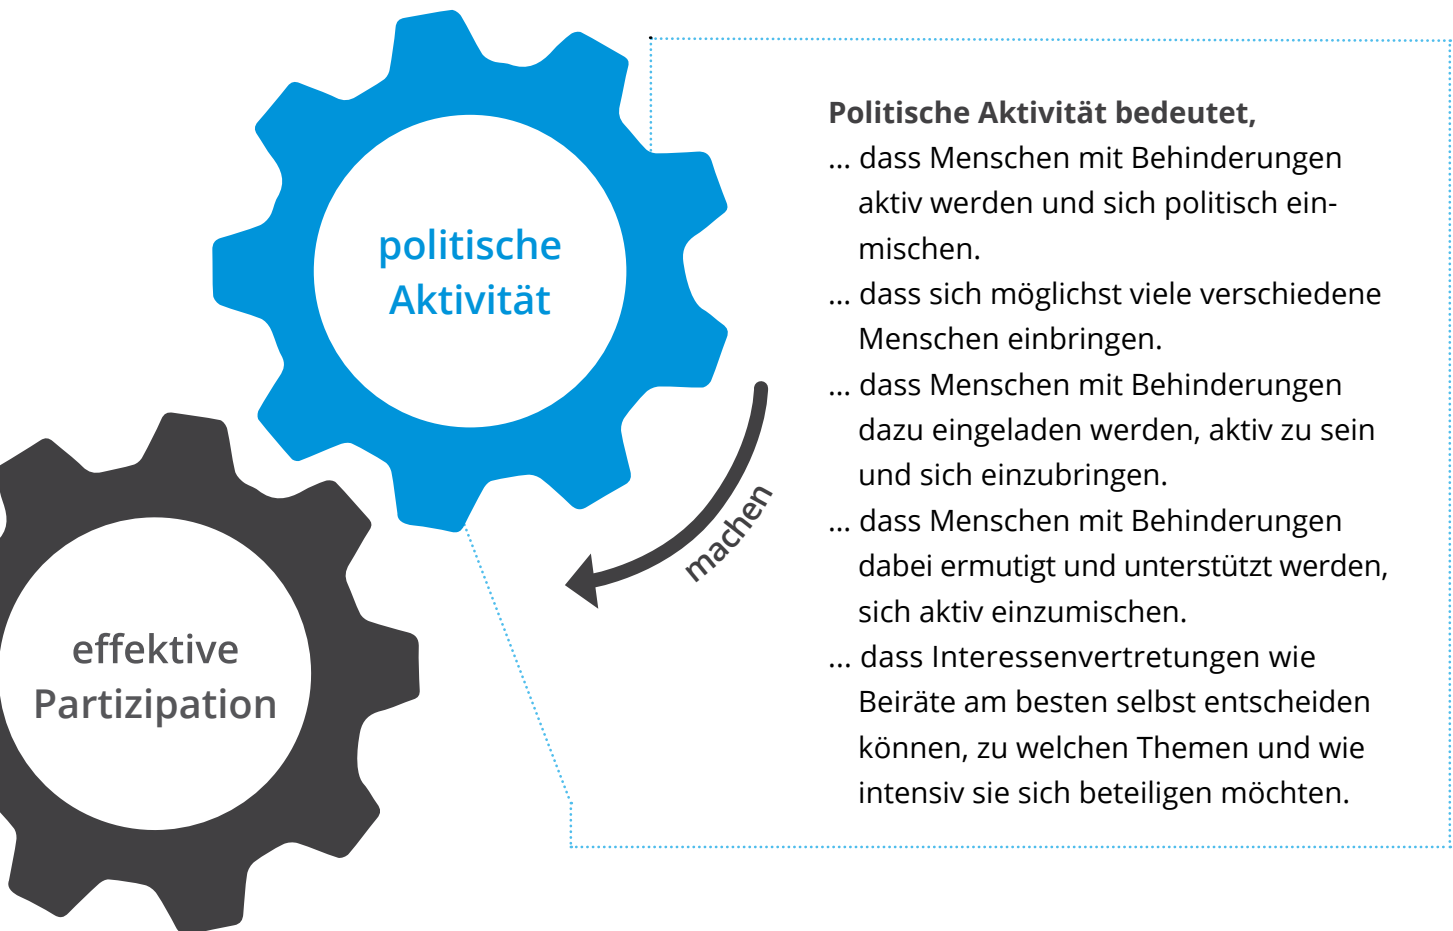 politische
Aktivität
machen
effektive
Partizipation
Politische Aktivität bedeutet,
... dass Menschen mit Behinderungen
aktiv werden und sich politisch ein-
mischen.
... dass sich möglichst viele verschiedene
Menschen einbringen.
... dass Menschen mit Behinderungen
dazu eingeladen werden, aktiv zu sein
und sich einzubringen.
... dass Menschen mit Behinderungen
dabei ermutigt und unterstützt werden,
sich aktiv einzumischen.
... dass Interessenvertretungen wie
Beiräte am besten selbst entscheiden
können, zu welchen Themen und wie
intensiv sie sich beteiligen möchten.